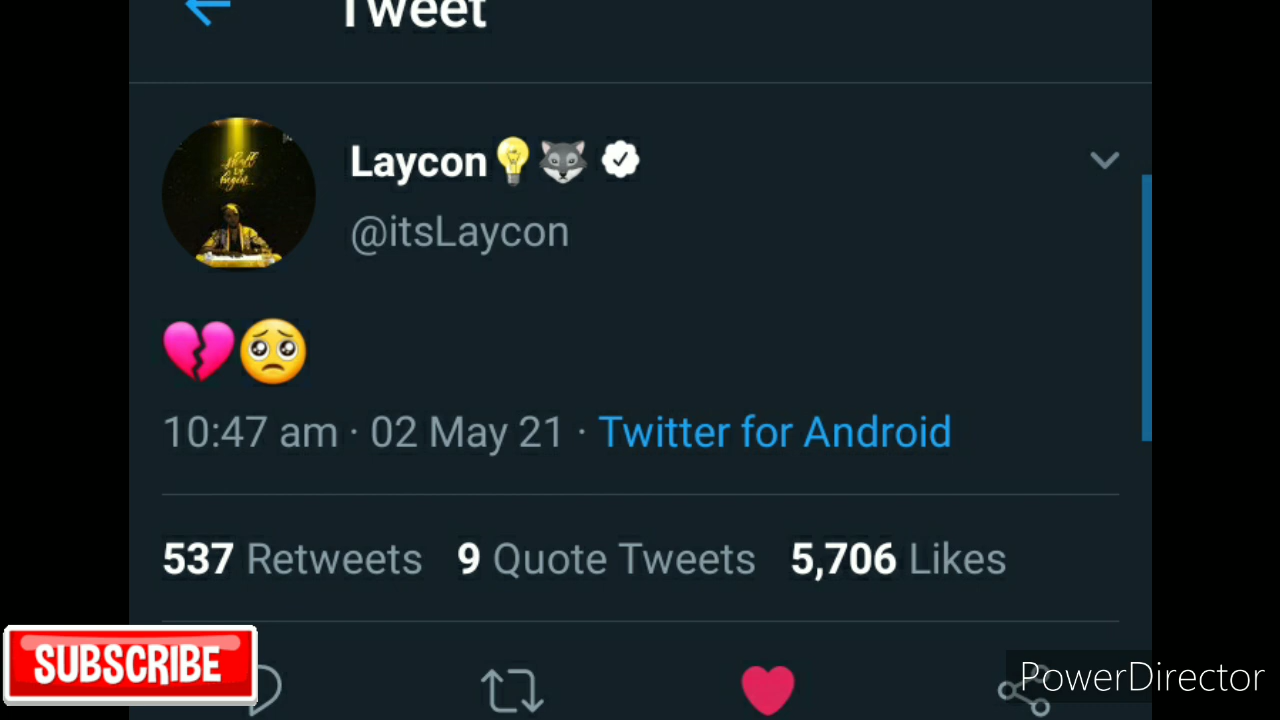 Tweet
Laycon💡🐺
@itsLaycon
💔🥺
10:47 am · 02 May 21 · Twitter for Android
537 Retweets 9 Quote Tweets 5,706 Likes
SUBSCRIBE
PowerDirector